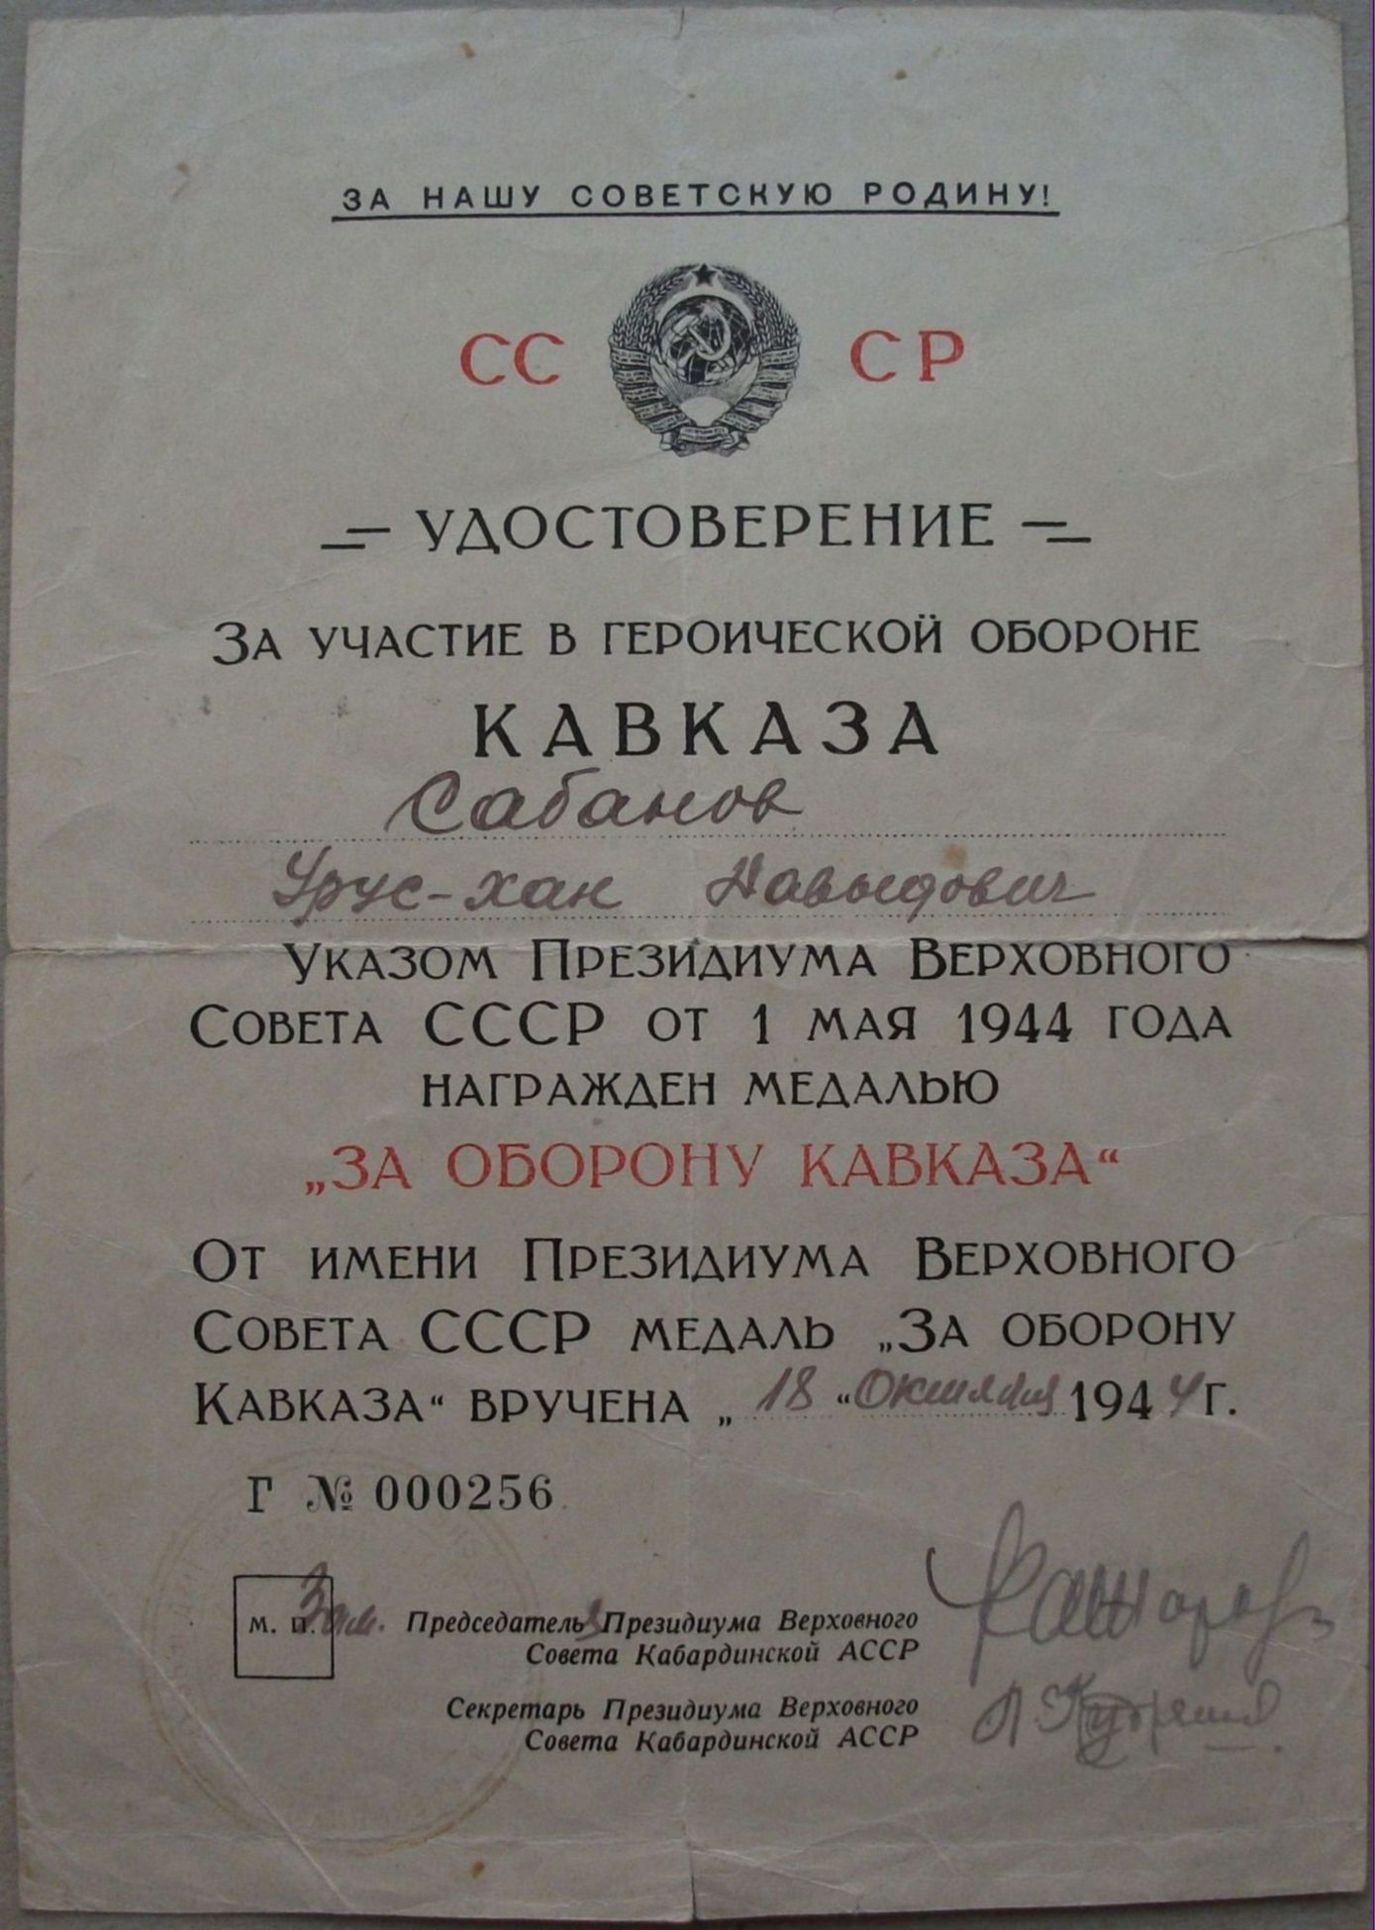 ЗА НАШУ СОВЕТСКУЮ РОДИНУ!
СС СР
УДОСТОВЕРЕНИЕ
ЗА УЧАСТИЕ В ГЕРОИЧЕСКОЙ ОБОРОНЕ
КАВКАЗА
Сабанов
Урус-хан
УКАЗОМ ПРЕЗИДИУМА ВЕРХОВНОГО
СОВЕТА СССР ОТ 1 МАЯ 1944 ГОДА
НАГРАЖДЕН МЕДАЛЬЮ
„ЗА ОБОРОНУ КАВКАЗА“
ОТ ИМЕНИ ПРЕЗИДИУМА ВЕРХОВНОГО
СОВЕТА СССР МЕДАЛЬ „ЗА ОБОРОНУ
КАВКАЗА“ ВРУЧЕНА „ 18 “ Октября 1944 Г.
Г № 000256
М. П. Зам. Председателя Президиума Верховного
Совета Кабардинской АССР
Секретарь Президиума Верховного
Совета Кабардинской АССР